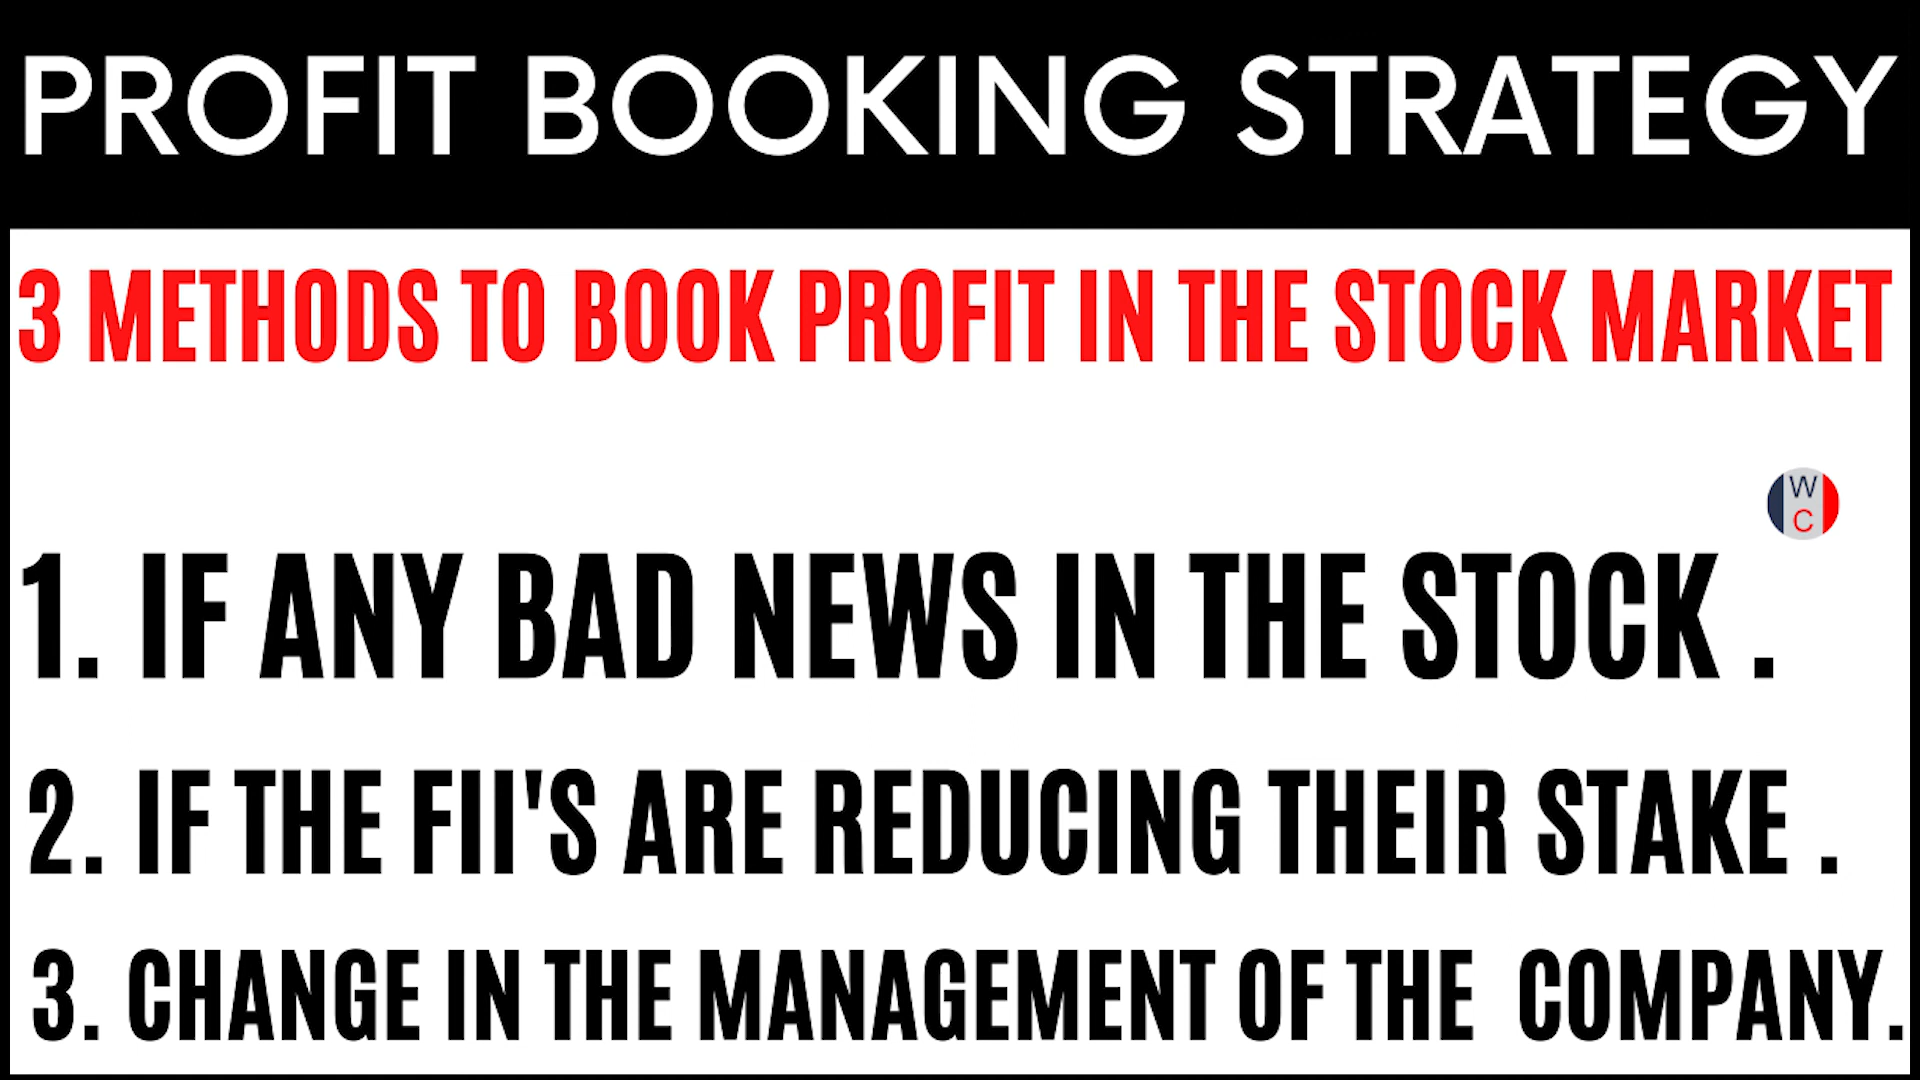 PROFIT BOOKING STRATEGY
3 METHODS TO BOOK PROFIT IN THE STOCK MARKET
W
C
1. IF ANY BAD NEWS IN THE STOCK .
2. IF THE FII'S ARE REDUCING THEIR STAKE .
3. CHANGE IN THE MANAGEMENT OF THE COMPANY.